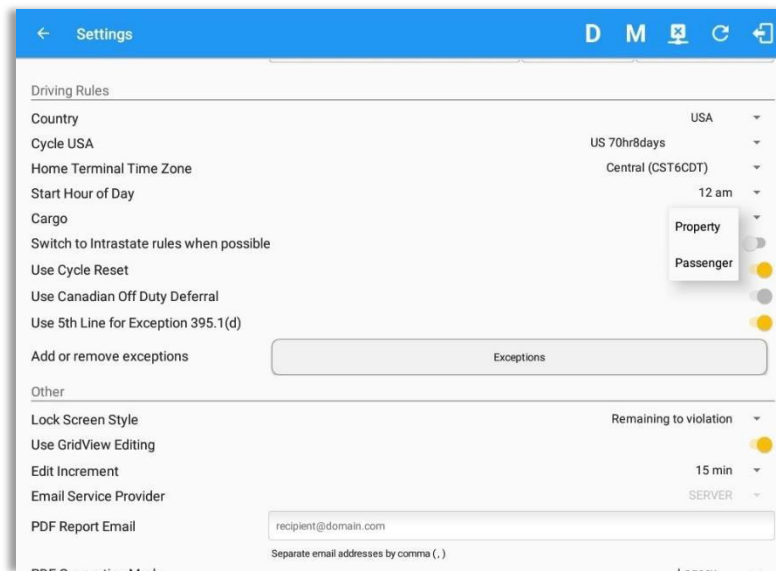 Settings D M
Driving Rules
Country USA
Cycle USA US 70hr8days
Home Terminal Time Zone Central (CST6CDT)
Start Hour of Day 12 am
Cargo
Property
Switch to Intrastate rules when possible
Passenger
Use Cycle Reset
Use Canadian Off Duty Deferral
Use 5th Line for Exception 395.1(d)
Add or remove exceptions Exceptions
Other
Lock Screen Style Remaining to violation
Use GridView Editing
Edit Increment 15 min
Email Service Provider SERVER
PDF Report Email recipient@domain.com
Separate email addresses by comma ( , )